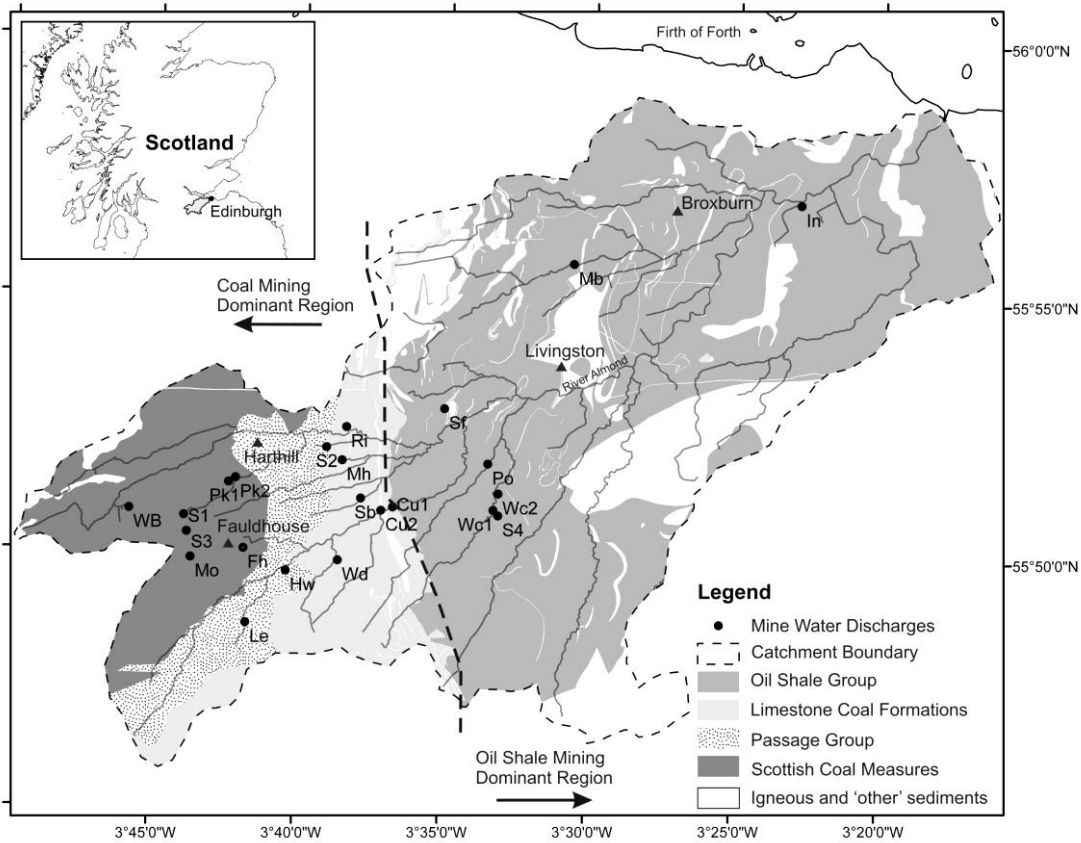 Firth of Forth
56°0'0"N
Scotland
Edinburgh
Broxburn
In
Mb
Coal Mining
Dominant Region
55°55'0"N
Livingston
River Almond
Sf
Ri
Harthill
S2
Mh
Po
Pk1
Pk2
Sb
Cu1
Wc2
WB
S1
Cu2
Wc1
S4
Fauldhouse
S3
Fh
Mo
Wd
Hw
55°50'0"N
Le
Legend
Mine Water Discharges
Catchment Boundary
Oil Shale Group
Limestone Coal Formations
Passage Group
Scottish Coal Measures
Igneous and 'other' sediments
Oil Shale Mining
Dominant Region
3°45'0"W
3°40'0"W
3°35'0"W
3°30'0"W
3°25'0"W
3°20'0"W